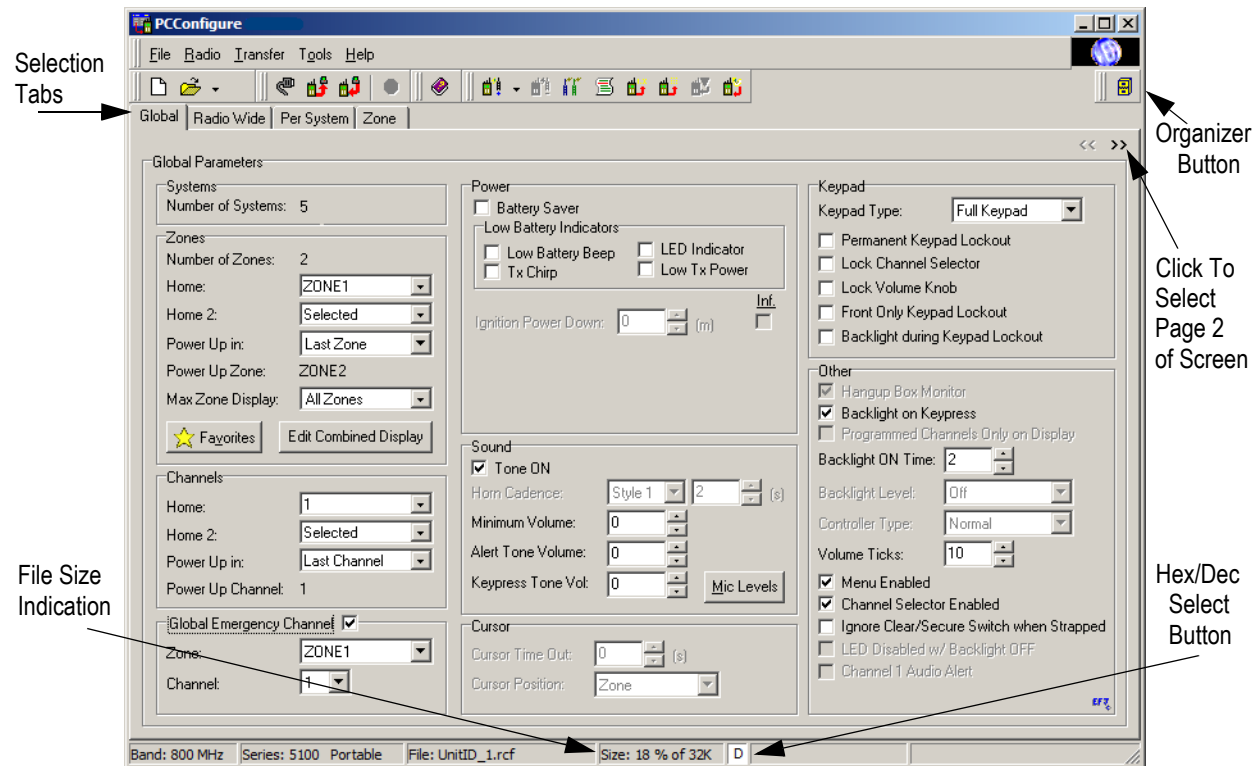 PCConfigure
File Radio Transfer Tools Help
Selection
Tabs
Global Radio Wide Per System Zone
Organizer
Button
<< >>
Global Parameters
Systems
Number of Systems: 5
Zones
Number of Zones: 2
Home: ZONE1
Home 2: Selected
Power Up in: Last Zone
Power Up Zone: ZONE2
Max Zone Display: All Zones
Favorites Edit Combined Display
Channels
Home: 1
Home 2: Selected
Power Up in: Last Channel
Power Up Channel: 1
Global Emergency Channel
Zone: ZONE1
Channel: 1
Power
Battery Saver
Low Battery Indicators
Low Battery Beep LED Indicator
Tx Chirp Low Tx Power
Inf.
Ignition Power Down: 0 (m)
Sound
Tone ON
Horn Cadence: Style 1 2 (s)
Minimum Volume: 0
Alert Tone Volume: 0
Keypress Tone Vol: 0 Mic Levels
Cursor
Cursor Time Out: 0 (s)
Cursor Position: Zone
Keypad
Keypad Type: Full Keypad
Permanent Keypad Lockout
Lock Channel Selector
Lock Volume Knob
Front Only Keypad Lockout
Backlight during Keypad Lockout
Other
Hangup Box Monitor
Backlight on Keypress
Programmed Channels Only on Display
Backlight ON Time: 2
Backlight Level: Off
Controller Type: Normal
Volume Ticks: 10
Menu Enabled
Channel Selector Enabled
Ignore Clear/Secure Switch when Strapped
LED Disabled w/ Backlight OFF
Channel 1 Audio Alert
EFJ
Click To
Select
Page 2
of Screen
File Size
Indication
Hex/Dec
Select
Button
Band: 800 MHz Series: 5100 Portable File: UnitID_1.rcf Size: 18 % of 32K D